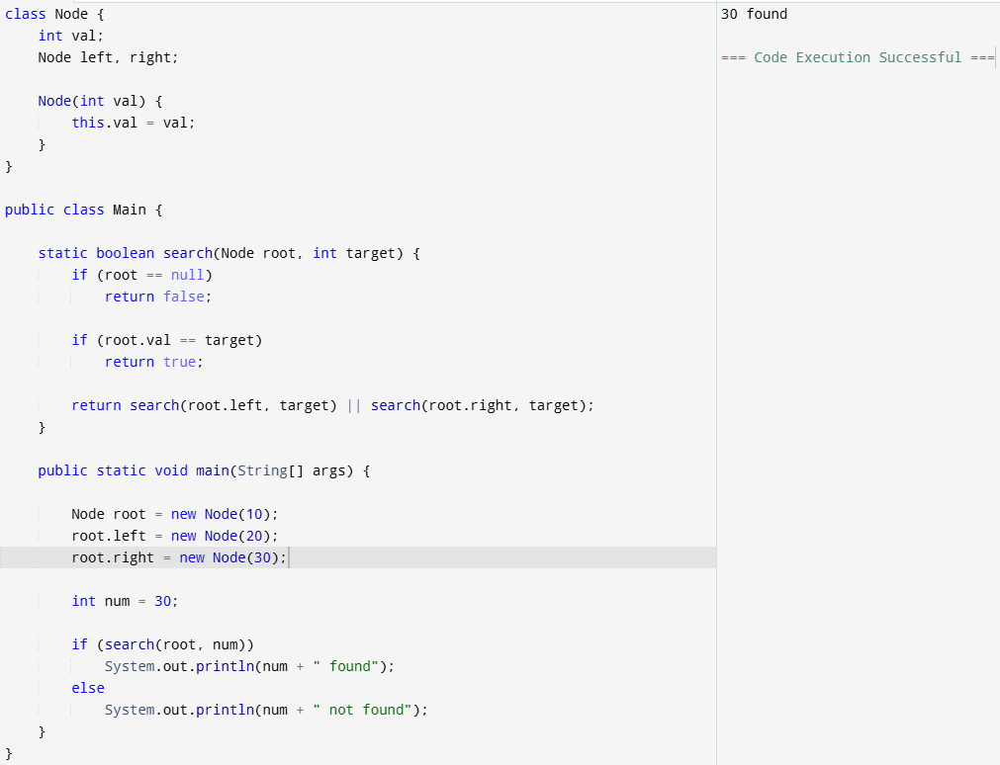 class Node {
    int val;
    Node left, right;

    Node(int val) {
        this.val = val;
    }
}

public class Main {

    static boolean search(Node root, int target) {
        if (root == null)
            return false;

        if (root.val == target)
            return true;

        return search(root.left, target) || search(root.right, target);
    }

    public static void main(String[] args) {

        Node root = new Node(10);
        root.left = new Node(20);
        root.right = new Node(30);

        int num = 30;

        if (search(root, num))
            System.out.println(num + " found");
        else
            System.out.println(num + " not found");
    }
}
30 found

=== Code Execution Successful ===